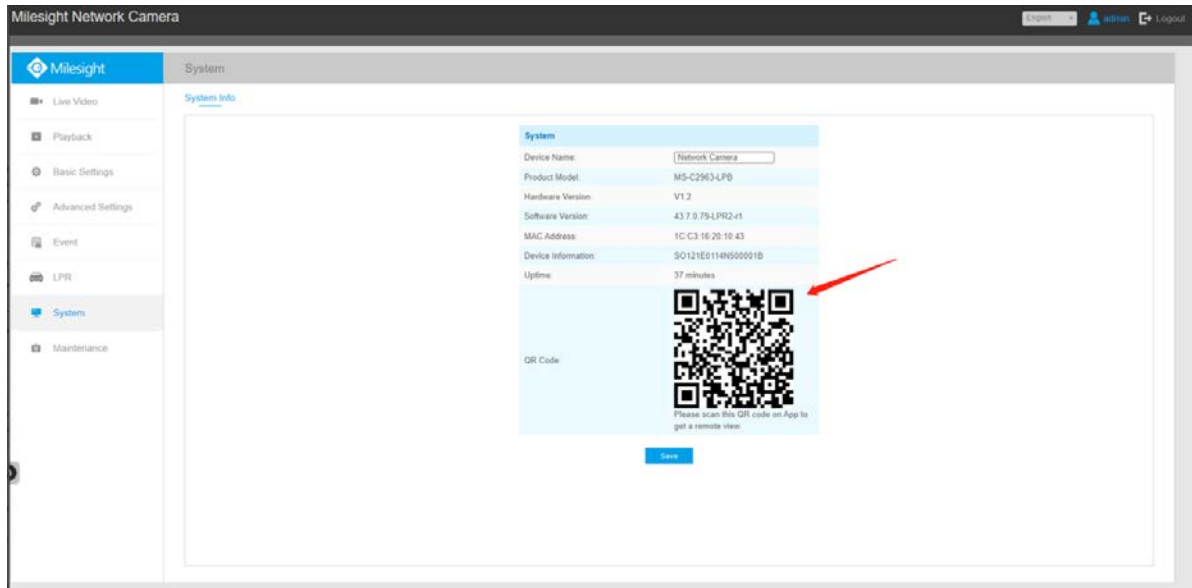 Milesight Network Camera
English
admin
Logout
Milesight
System
Live Video
System Info
Playback
Basic Settings
Advanced Settings
Event
LPR
System
Maintenance
System
Device Name:
Network Camera
Product Model:
MS-C2963-LPB
Hardware Version:
V1.2
Software Version:
43.7.0.79-LPR2-r1
MAC Address:
1C:C3:16:20:10:43
Device Information:
SO121E0114N500001B
Uptime:
37 minutes
QR Code:
Please scan this QR code on App to
get a remote view.
Save